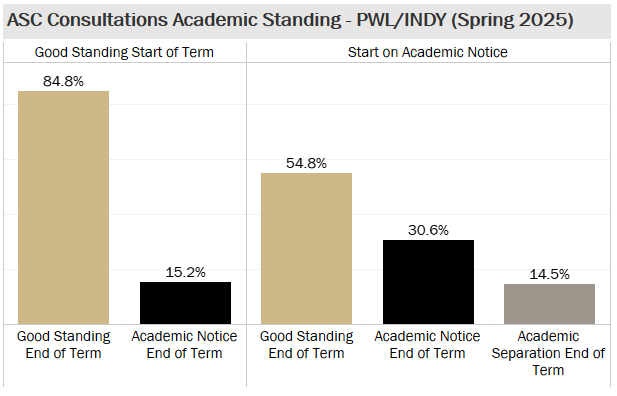 ASC Consultations Academic Standing - PWL/INDY (Spring 2025)
Good Standing Start of Term
Start on Academic Notice
84.8%
15.2%
54.8%
30.6%
14.5%
Good Standing
End of Term
Academic Notice
End of Term
Good Standing
End of Term
Academic Notice
End of Term
Academic
Separation End of
Term